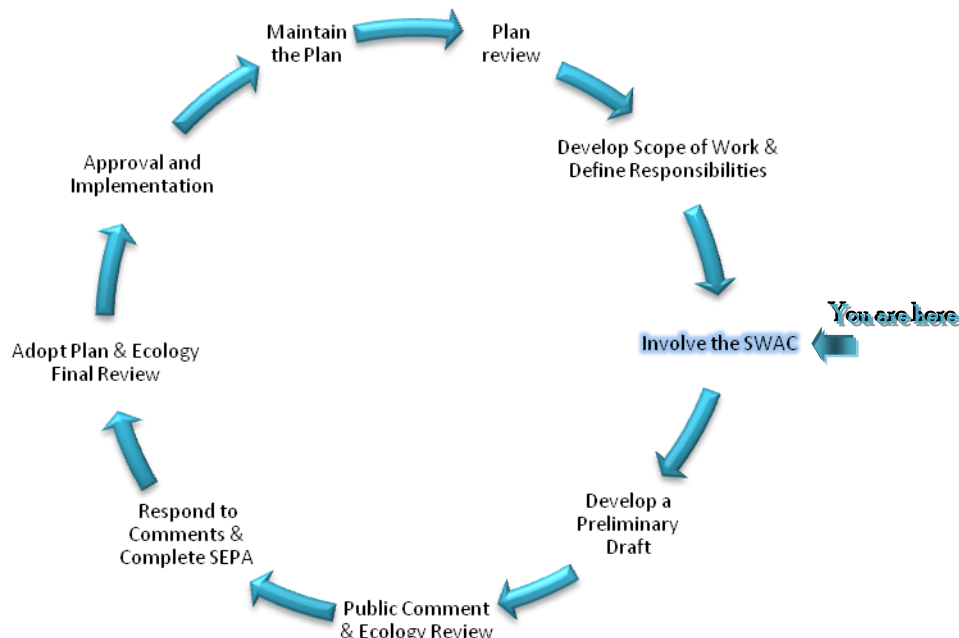 Maintain
the Plan
Plan
review
Develop Scope of Work &
Define Responsibilities
You are here
Involve the SWAC
Develop a
Preliminary
Draft
Public Comment
& Ecology Review
Respond to
Comments &
Complete SEPA
Adopt Plan & Ecology
Final Review
Approval and
Implementation